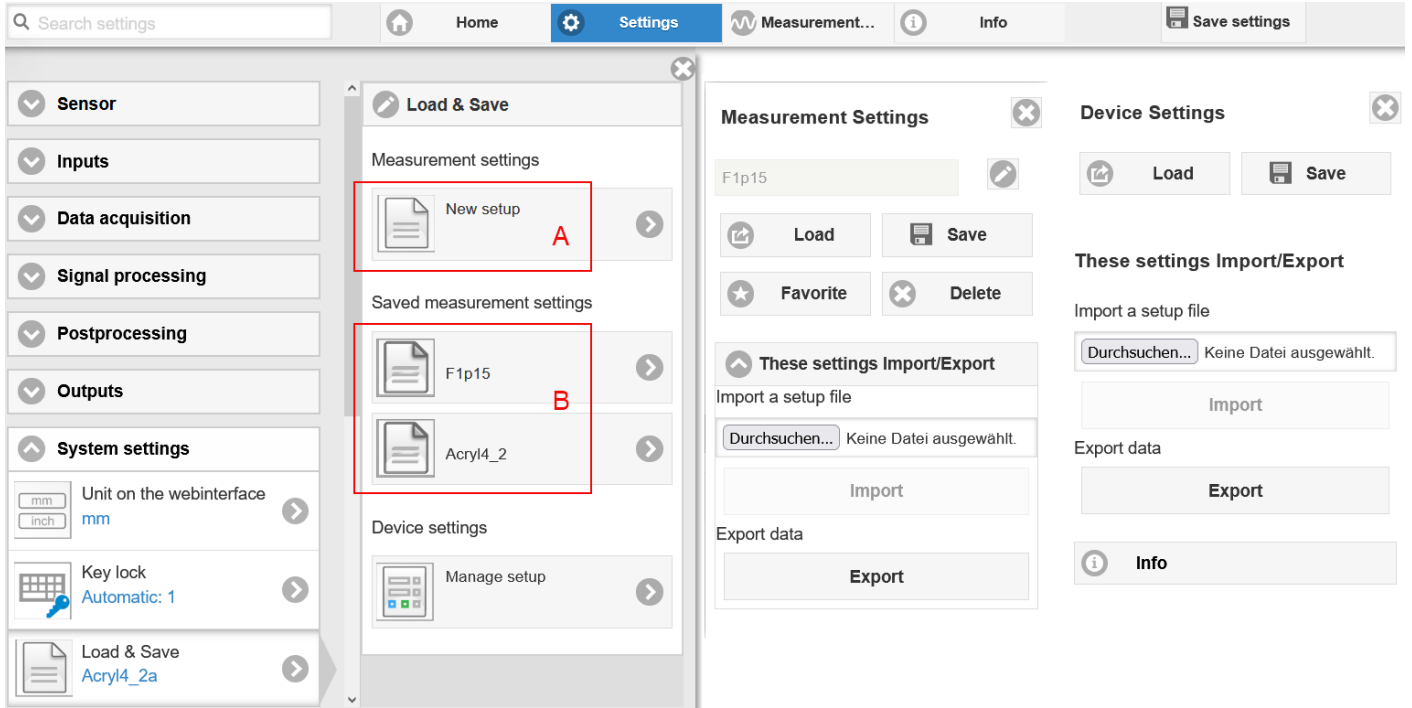 Search settings
Home
Settings
Measurement...
Info
Save settings
Sensor
Inputs
Data acquisition
Signal processing
Postprocessing
Outputs
System settings
mm
inch
Unit on the webinterface
mm
Key lock
Automatic: 1
Load & Save
Acryl4_2a
Load & Save
Measurement settings
New setup
A
Saved measurement settings
F1p15
B
Acryl4_2
Device settings
Manage setup
Measurement Settings
F1p15
Load
Save
Favorite
Delete
These settings Import/Export
Import a setup file
Durchsuchen... Keine Datei ausgewählt.
Import
Export data
Export
Device Settings
Load
Save
These settings Import/Export
Import a setup file
Durchsuchen... Keine Datei ausgewählt.
Import
Export data
Export
Info